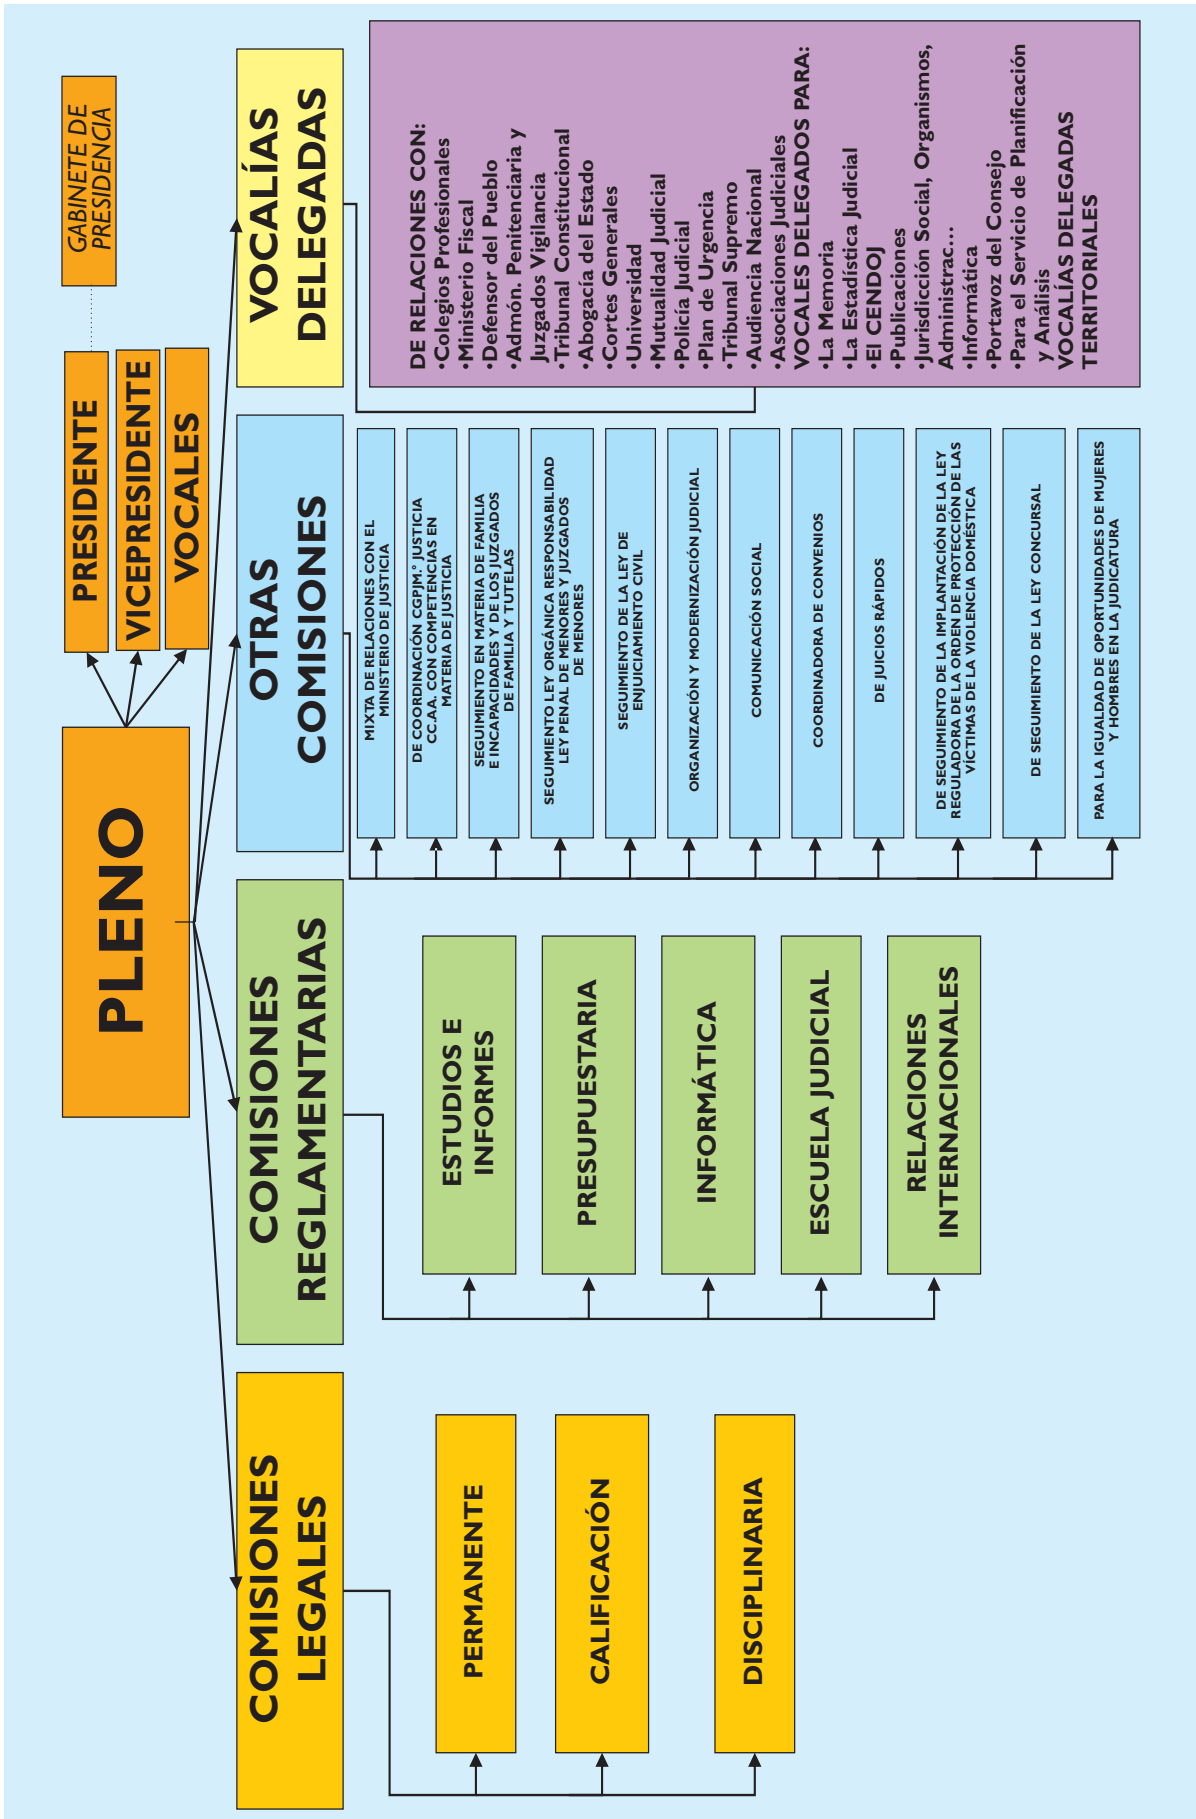 PLENO
PRESIDENTE
VICEPRESIDENTE
VOCALES
GABINETE DE
PRESIDENCIA
COMISIONES
LEGALES
PERMANENTE
CALIFICACIÓN
DISCIPLINARIA
COMISIONES
REGLAMENTARIAS
ESTUDIOS E
INFORMES
PRESUPUESTARIA
INFORMÁTICA
ESCUELA JUDICIAL
RELACIONES
INTERNACIONALES
OTRAS
COMISIONES
MIXTA DE RELACIONES CON EL
MINISTERIO DE JUSTICIA
DE COORDINACIÓN CGPJM.º JUSTICIA
CC.AA. CON COMPETENCIAS EN
MATERIA DE JUSTICIA
SEGUIMIENTO EN MATERIA DE FAMILIA
E INCAPACIDADES Y DE LOS JUZGADOS
DE FAMILIA Y TUTELAS
SEGUIMIENTO LEY ORGÁNICA RESPONSABILIDAD
LEY PENAL DE MENORES Y JUZGADOS
DE MENORES
SEGUIMIENTO DE LA LEY DE
ENJUICIAMIENTO CIVIL
ORGANIZACIÓN Y MODERNIZACIÓN JUDICIAL
COMUNICACIÓN SOCIAL
COORDINADORA DE CONVENIOS
DE JUICIOS RÁPIDOS
DE SEGUIMIENTO DE LA IMPLANTACIÓN DE LA LEY
REGULADORA DE LA ORDEN DE PROTECCIÓN DE LAS
VÍCTIMAS DE LA VIOLENCIA DOMÉSTICA
DE SEGUIMIENTO DE LA LEY CONCURSAL
PARA LA IGUALDAD DE OPORTUNIDADES DE MUJERES
Y HOMBRES EN LA JUDICATURA
VOCALÍAS
DELEGADAS
DE RELACIONES CON:
•Colegios Profesionales
•Ministerio Fiscal
•Defensor del Pueblo
•Admón. Penitenciaria y
Juzgados Vigilancia
•Tribunal Constitucional
•Abogacía del Estado
•Cortes Generales
•Universidad
•Mutualidad Judicial
•Policía Judicial
•Plan de Urgencia
•Tribunal Supremo
•Audiencia Nacional
•Asociaciones Judiciales
VOCALES DELEGADOS PARA:
•La Memoria
•La Estadística Judicial
•El CENDOJ
•Publicaciones
•Jurisdicción Social, Organismos,
Administrac...
•Informática
•Portavoz del Consejo
•Para el Servicio de Planificación
y Análisis
VOCALÍAS DELEGADAS
TERRITORIALES